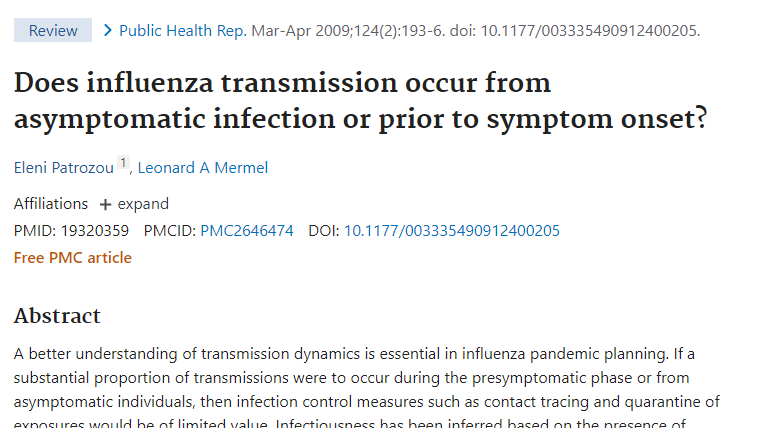 Review > Public Health Rep. Mar-Apr 2009;124(2):193-6. doi: 10.1177/003335490912400205.
Does influenza transmission occur from
asymptomatic infection or prior to symptom onset?
Eleni Patrozou 1, Leonard A Mermel
Affiliations + expand
PMID: 19320359 PMCID: PMC2646474 DOI: 10.1177/003335490912400205
Free PMC article
Abstract
A better understanding of transmission dynamics is essential in influenza pandemic planning. If a
substantial proportion of transmissions were to occur during the presymptomatic phase or from
asymptomatic individuals, then infection control measures such as contact tracing and quarantine of
exposures would be of limited value. Infectiousness has been inferred based on the presence of